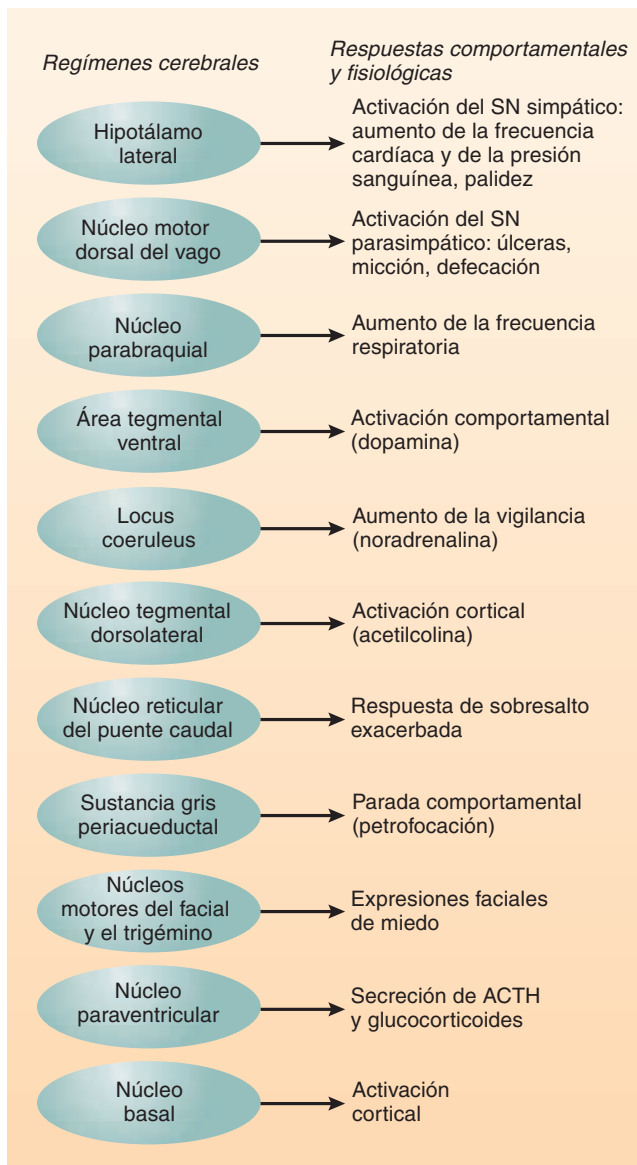 Regímenes cerebrales
Respuestas comportamentales
y fisiológicas
Hipotálamo
lateral
Activación del SN simpático:
aumento de la frecuencia
cardíaca y de la presión
sanguínea, palidez
Núcleo motor
dorsal del vago
Activación del SN
parasimpático: úlceras,
micción, defecación
Núcleo
parabraquial
Aumento de la frecuencia
respiratoria
Área tegmental
ventral
Activación comportamental
(dopamina)
Locus
coeruleus
Aumento de la vigilancia
(noradrenalina)
Núcleo tegmental
dorsolateral
Activación cortical
(acetilcolina)
Núcleo reticular
del puente caudal
Respuesta de sobresalto
exacerbada
Sustancia gris
periacueductal
Parada comportamental
(petrofocación)
Núcleos
motores del facial
y el trigémino
Expresiones faciales
de miedo
Núcleo
paraventricular
Secreción de ACTH
y glucocorticoides
Núcleo
basal
Activación
cortical